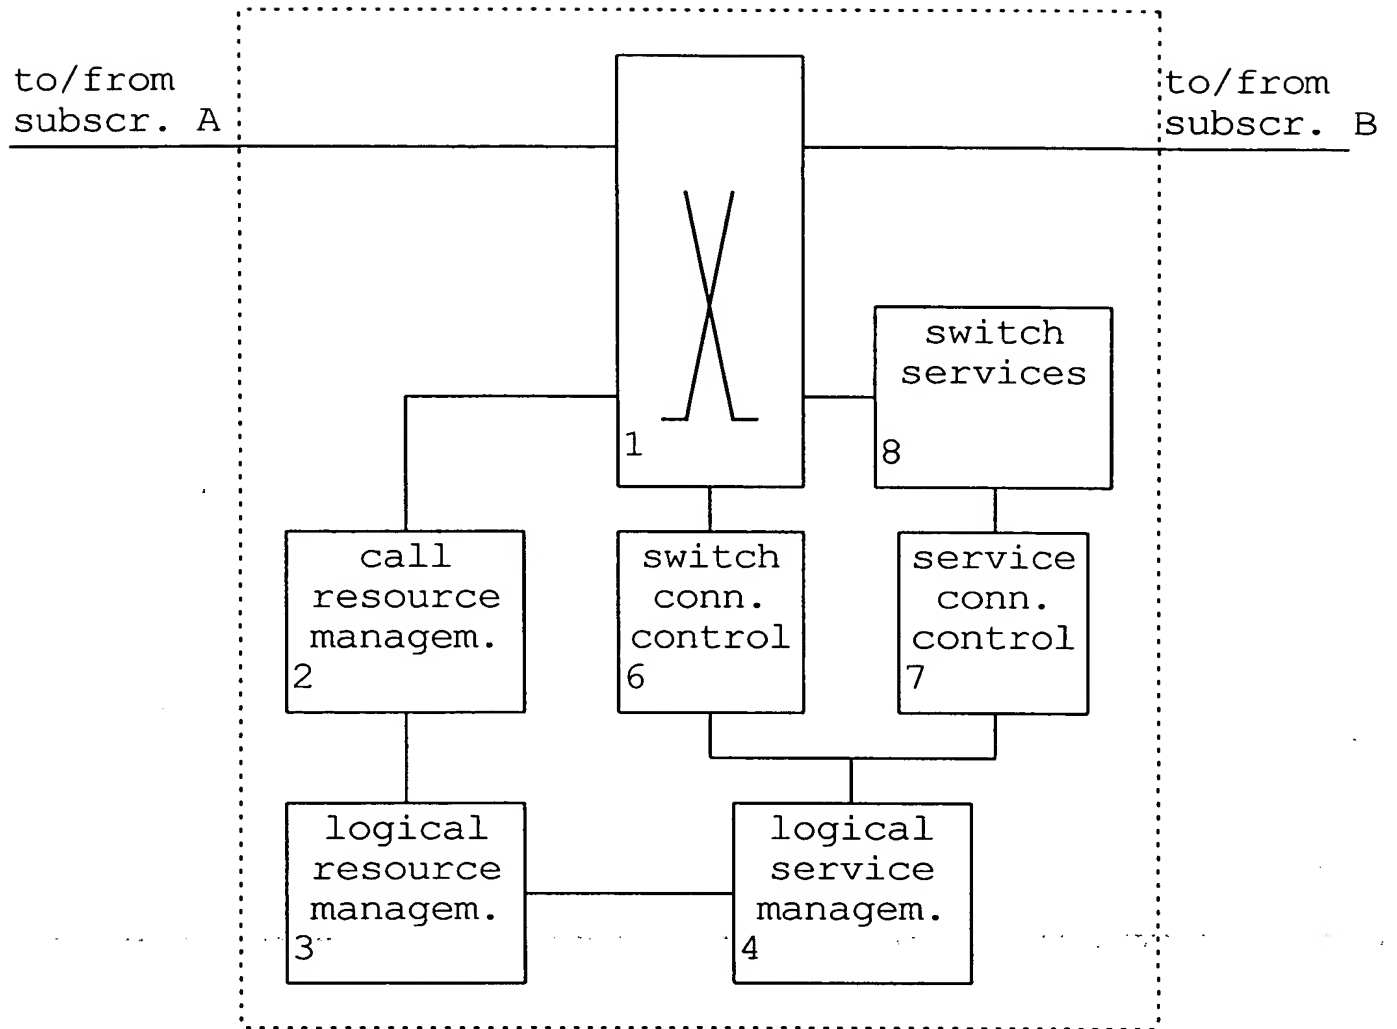 to/from
subscr. A
to/from
subscr. B
1
switch
services
8
call
resource
managem.
2
switch
conn.
control
6
service
conn.
control
7
logical
resource
managem.
3
logical
service
managem.
4